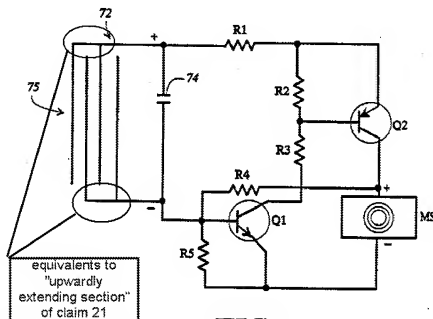 72
+
R1
75
74
R2
Q2
R3
R4
+
Q1
MS
R5
-
-
equivalents to
"upwardly
extending section"
of claim 21